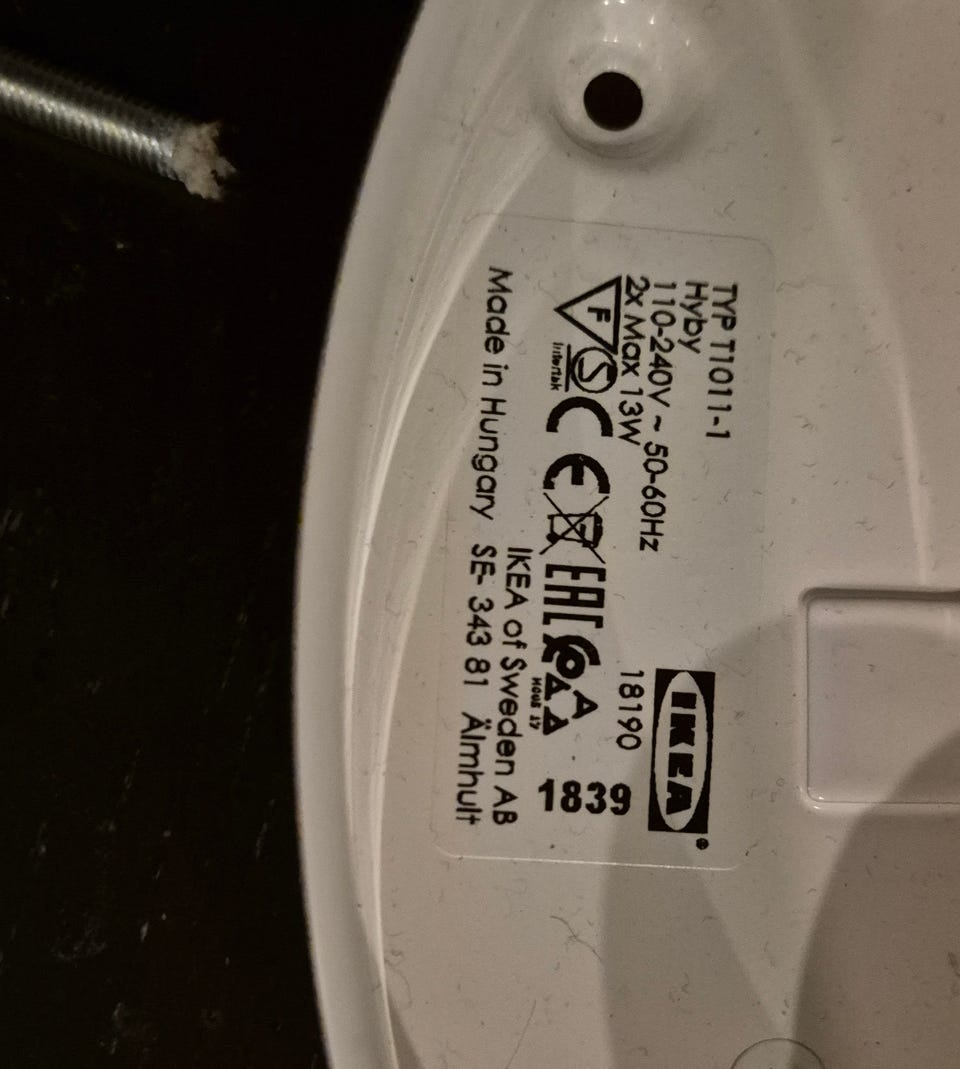 TYP T1011-1
Hyby
110-240V ~ 50-60Hz
2x Max 13W
IKEA®
18190
F S Intertek CE EAC
1839
Made in Hungary
IKEA of Sweden AB
SE- 343 81 Älmhult